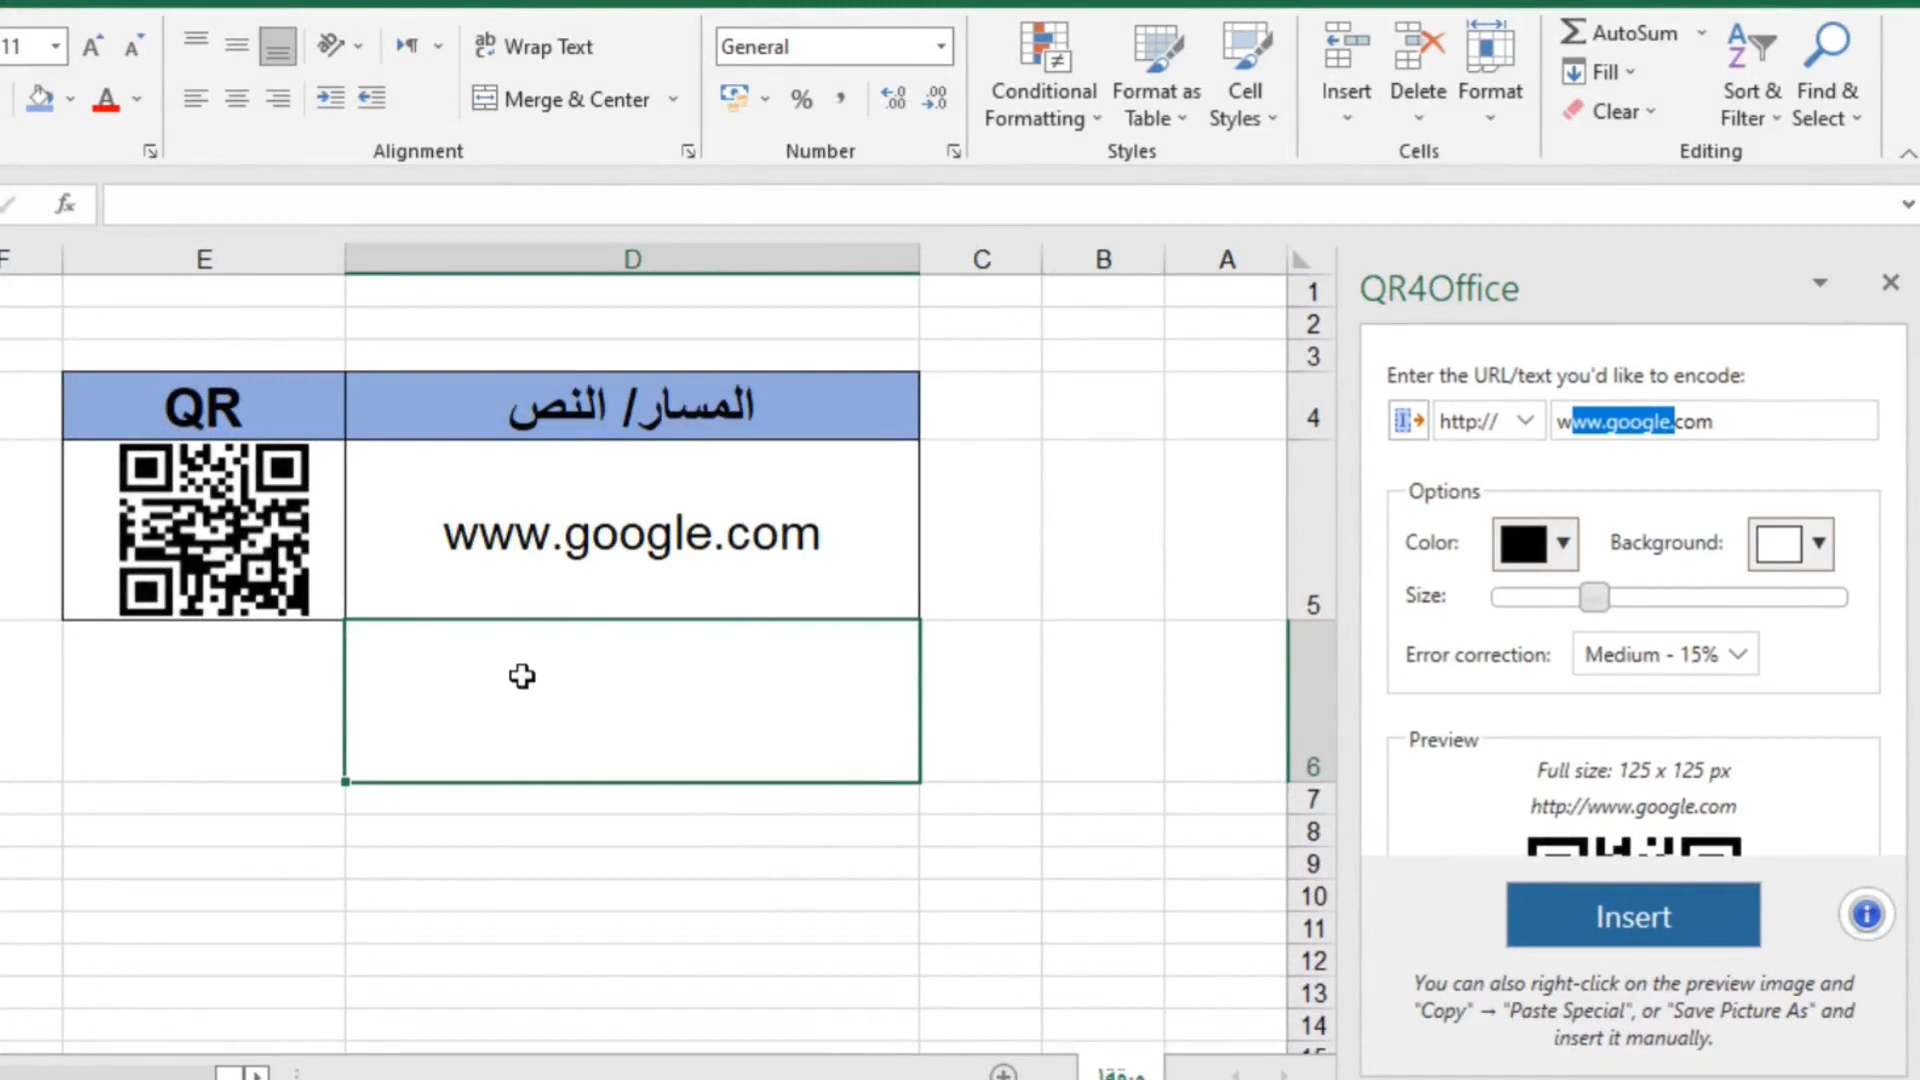 11
Wrap Text
General
Merge & Center
%
Conditional Formatting
Format as Table
Cell Styles
Insert
Delete
Format
AutoSum
Fill
Clear
Sort & Filter
Find & Select
Alignment
Number
Styles
Cells
Editing
fx
F E D C B A
1
2
3
QR المسار/ النص 4
www.google.com 5
6
7
8
9
10
11
12
13
14
15
QR4Office
Enter the URL/text you'd like to encode:
http:// www.google.com
Options
Color: Background:
Size:
Error correction: Medium - 15%
Preview
Full size: 125 x 125 px
http://www.google.com
Insert
You can also right-click on the preview image and
"Copy" → "Paste Special", or "Save Picture As" and
insert it manually.